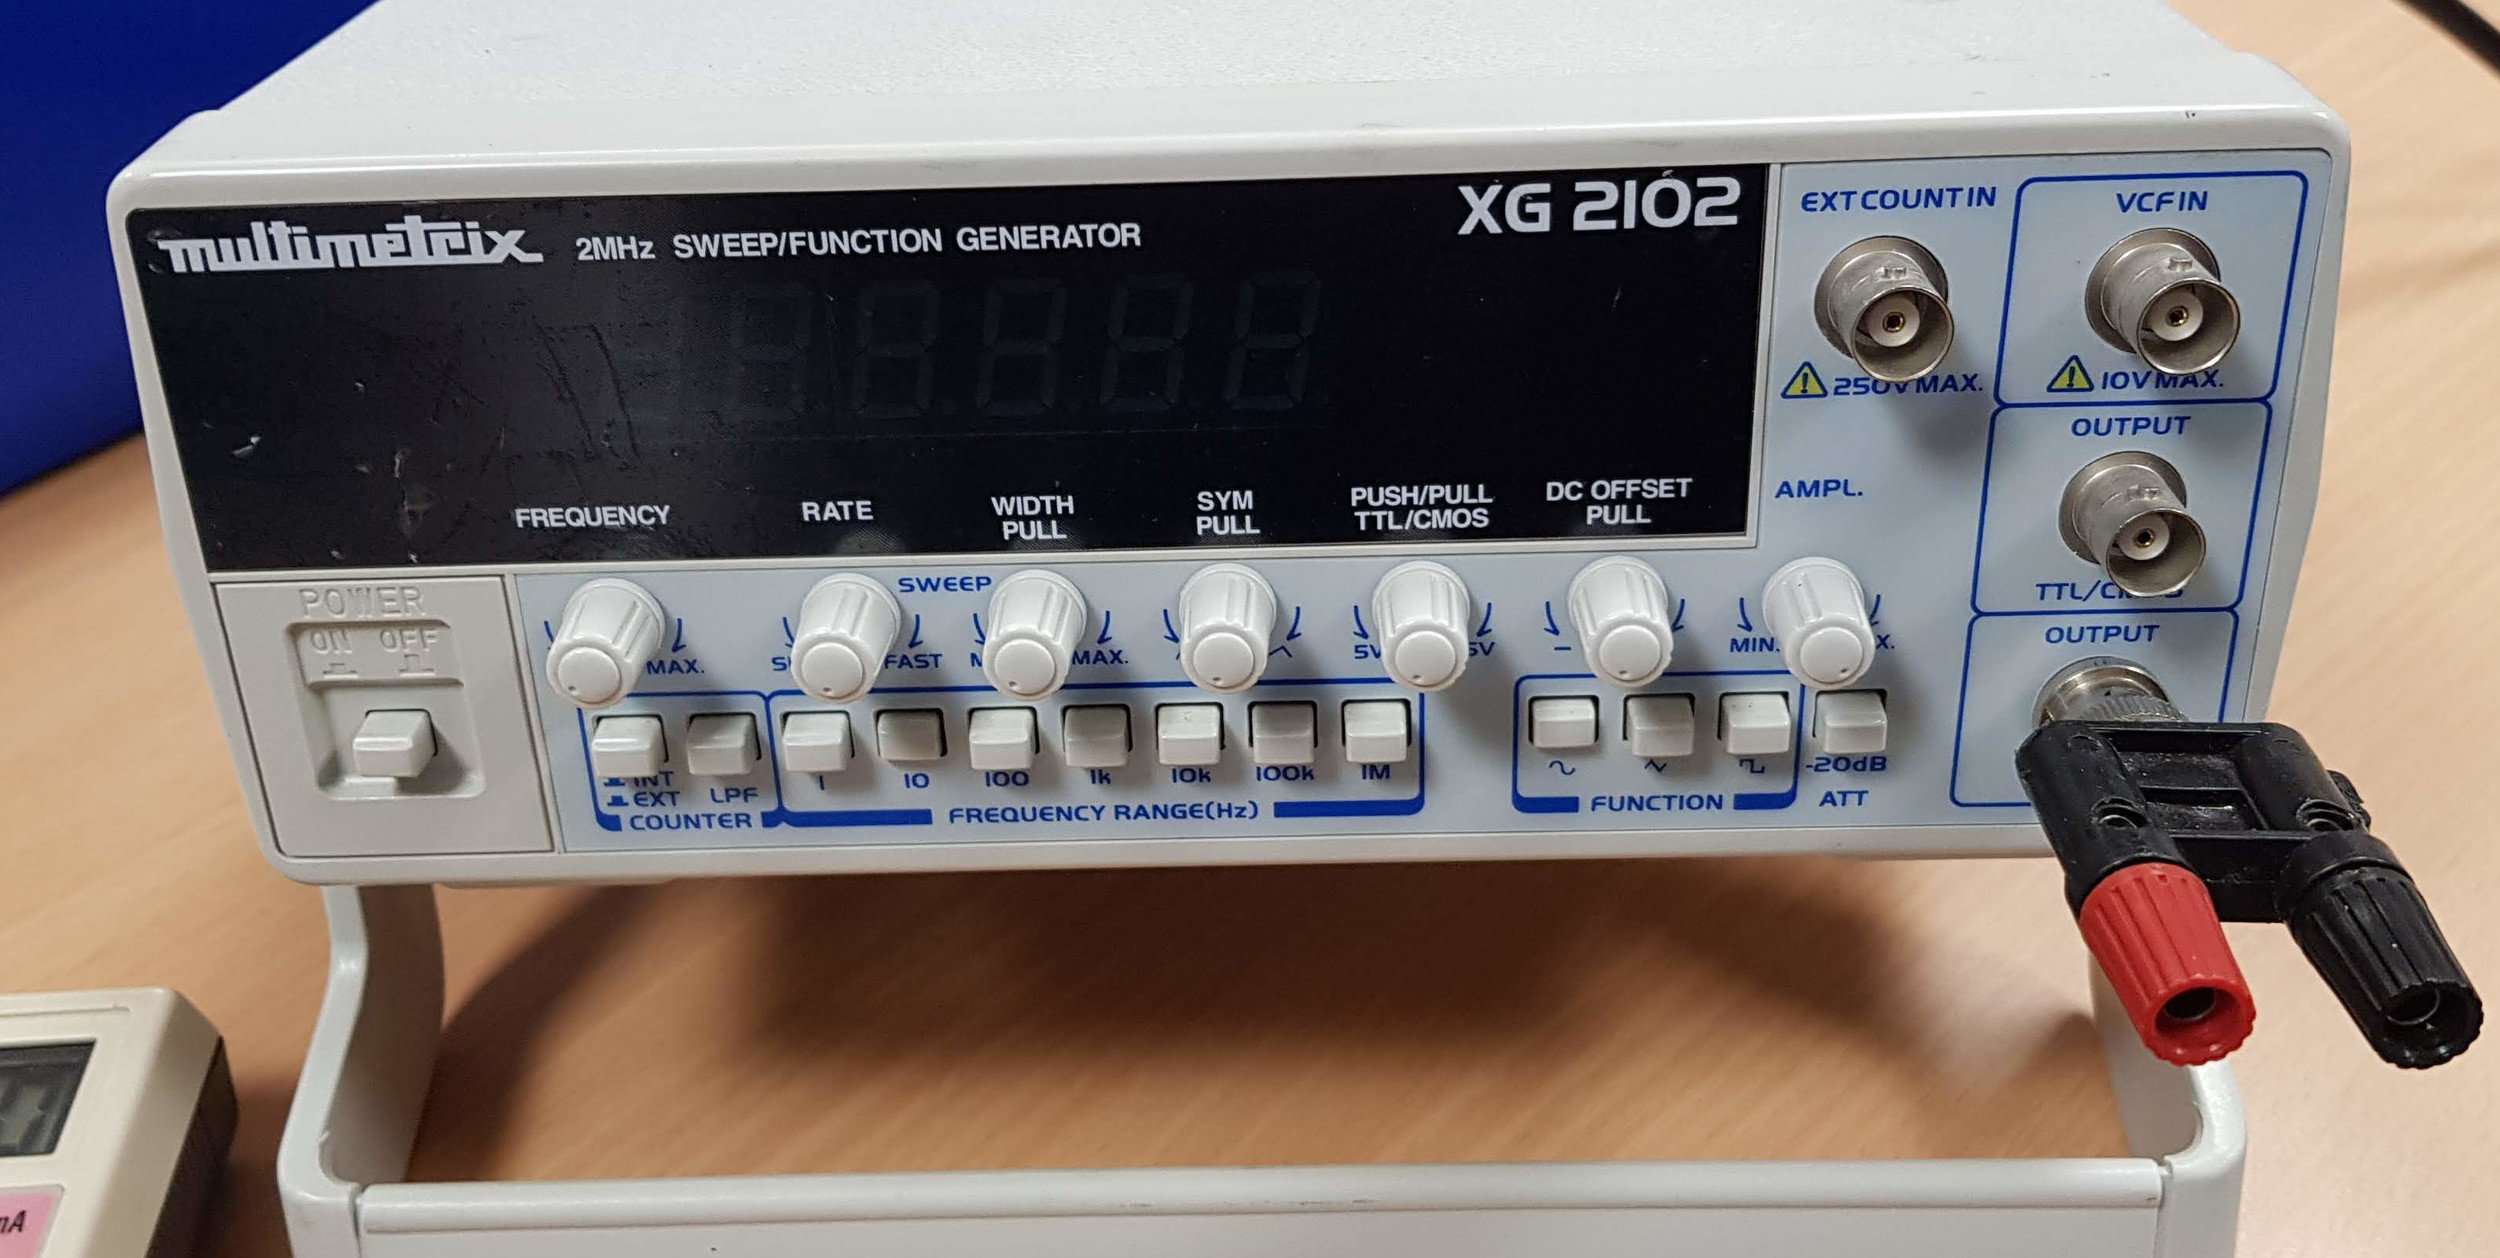 multimetrix 2MHz SWEEP/FUNCTION GENERATOR
XG 2102
EXT COUNT IN
250V MAX.
VCF IN
10V MAX.
OUTPUT
TTL/CMOS
OUTPUT
FREQUENCY
RATE
WIDTH
PULL
SYM
PULL
PUSH/PULL
TTL/CMOS
DC OFFSET
PULL
AMPL.
POWER
ON OFF
SWEEP
MAX.
FAST
MAX.
5V
MIN.
INT
EXT
LPF
COUNTER
1 10 100 1k 10k 100k 1M
FREQUENCY RANGE(Hz)
FUNCTION
-20dB
ATT
mA